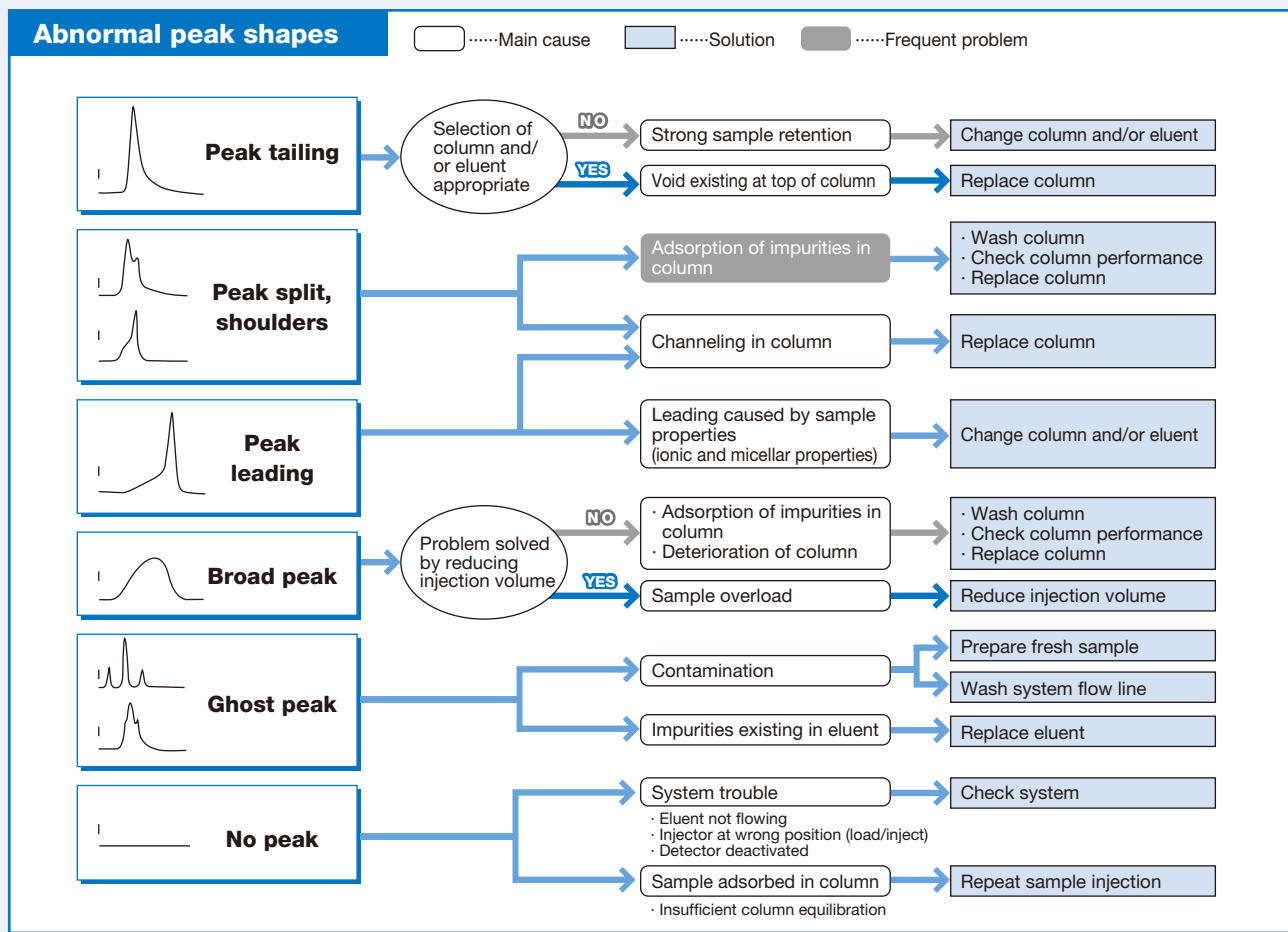 Abnormal peak shapes
······Main cause
······Solution
······Frequent problem
Peak tailing
Selection of
column and/
or eluent
appropriate
NO
Strong sample retention
Change column and/or eluent
YES
Void existing at top of column
Replace column
Peak split,
shoulders
Adsorption of impurities in
column
· Wash column
· Check column performance
· Replace column
Channeling in column
Replace column
Peak
leading
Leading caused by sample
properties
(ionic and micellar properties)
Change column and/or eluent
Broad peak
Problem solved
by reducing
injection volume
NO
· Adsorption of impurities in
column
· Deterioration of column
· Wash column
· Check column performance
· Replace column
YES
Sample overload
Reduce injection volume
Ghost peak
Contamination
Prepare fresh sample
Wash system flow line
Impurities existing in eluent
Replace eluent
No peak
System trouble
· Eluent not flowing
· Injector at wrong position (load/inject)
· Detector deactivated
Check system
Sample adsorbed in column
· Insufficient column equilibration
Repeat sample injection